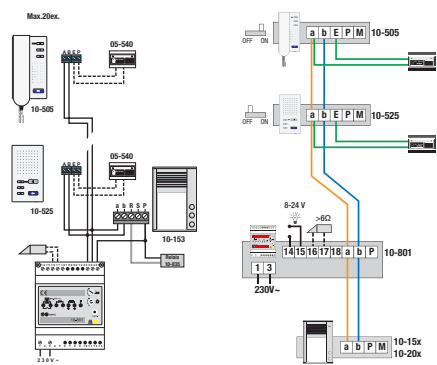 Max.20ex.
05-540
A B E P
10-505
05-540
A B E P
10-525
a b R S P
10-153
Relais
10-835
10-801
230V~
OFF ON
a b E P M
10-505
OFF ON
a b E P M
10-525
8-24 V
>6Ω
14 15 16 17 18 a b P
10-801
1 3
230V~
a b P M
10-15x
10-20x